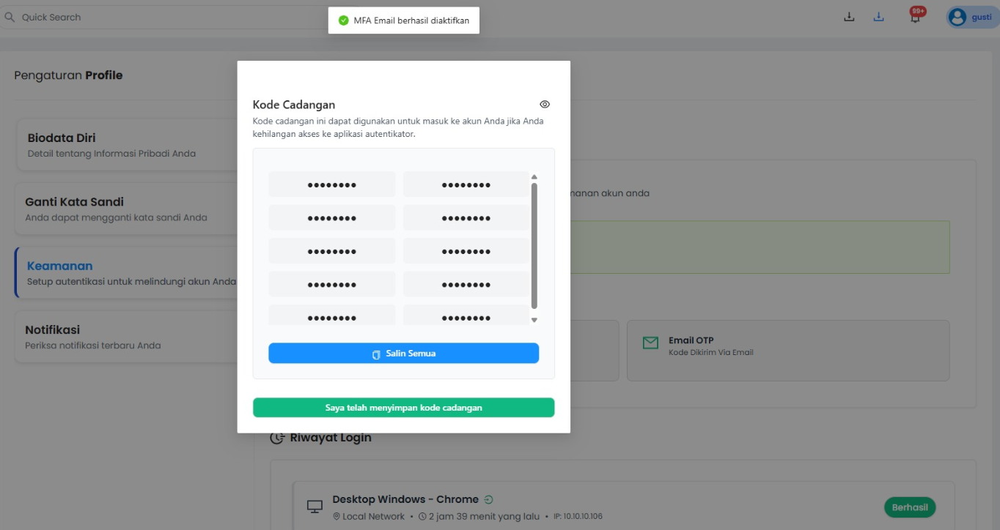 Quick Search
MFA Email berhasil diaktifkan
99+
gusti
Pengaturan Profile
Biodata Diri
Detail tentang Informasi Pribadi Anda
Ganti Kata Sandi
Anda dapat mengganti kata sandi Anda
Keamanan
Setup autentikasi untuk melindungi akun Anda
Notifikasi
Periksa notifikasi terbaru Anda
Kode Cadangan
Kode cadangan ini dapat digunakan untuk masuk ke akun Anda jika Anda
kehilangan akses ke aplikasi autentikator.
•••••••• ••••••••
•••••••• ••••••••
•••••••• ••••••••
•••••••• ••••••••
•••••••• ••••••••
Salin Semua
Saya telah menyimpan kode cadangan
akun anda
Email OTP
Kode Dikirim Via Email
Riwayat Login
Desktop Windows - Chrome
Local Network • 2 jam 39 menit yang lalu • IP: 10.10.10.106
Berhasil